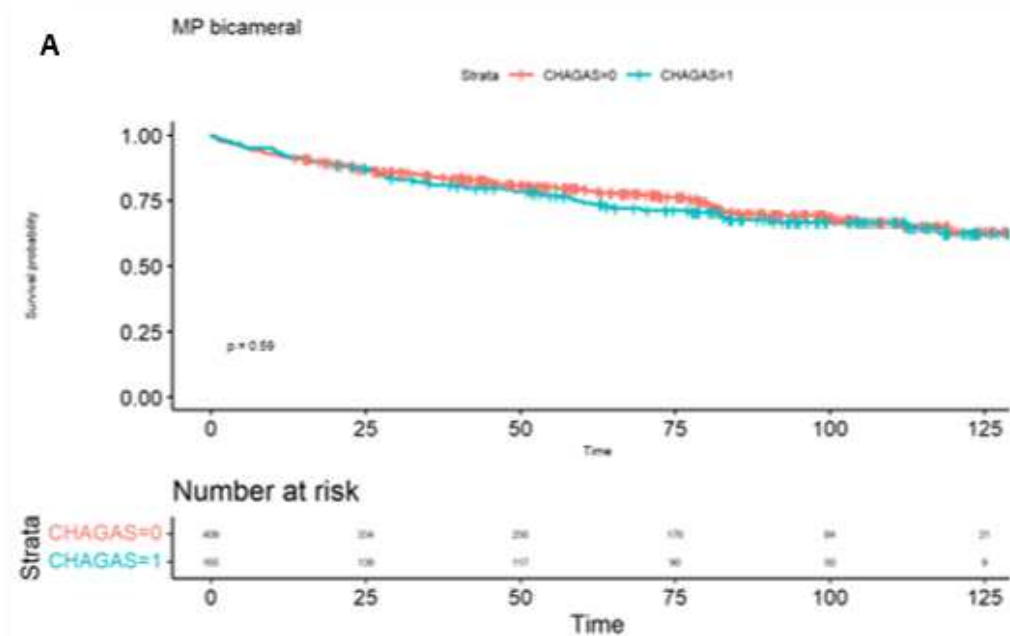 A
MP bicameral
Strata CHAGAS=0 CHAGAS=1
1.00
0.75
0.50
0.25
0.00
Survival probability
p = 0.59
0 25 50 75 100 125
Time
Number at risk
Strata
CHAGAS=0 21
CHAGAS=1 9
0 25 50 75 100 125
Time